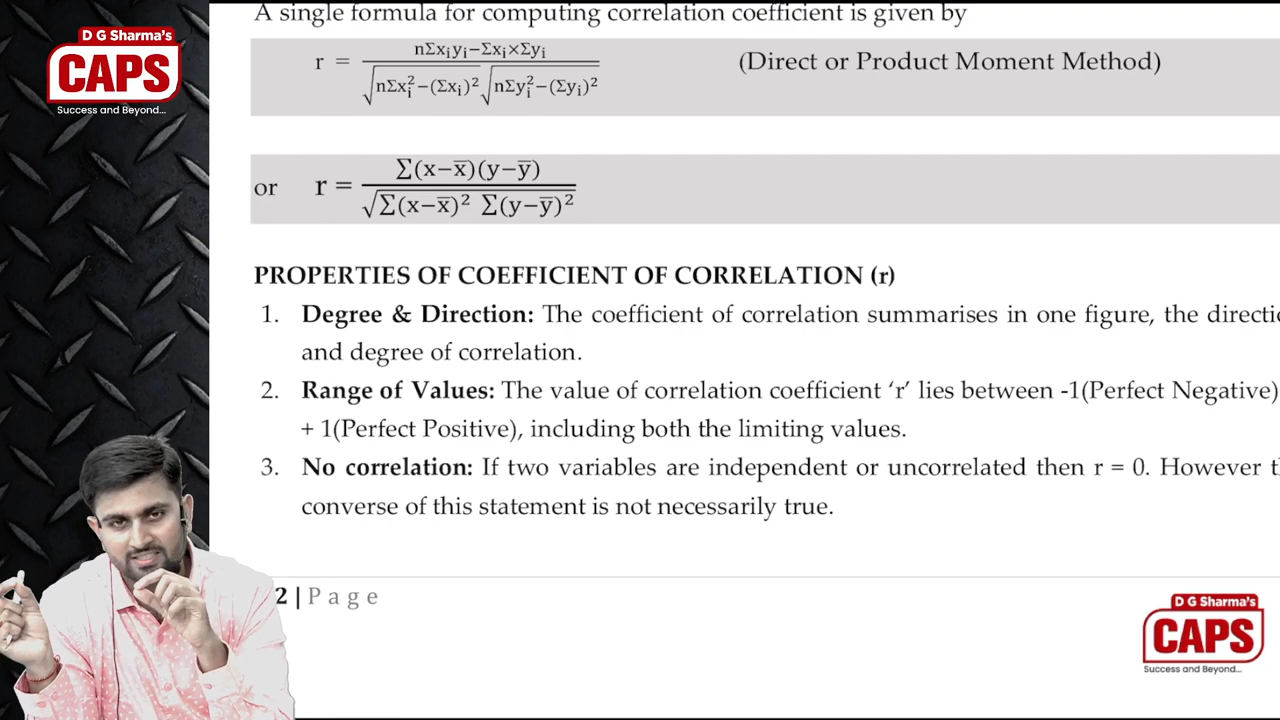 D G Sharma's
CAPS
Success and Beyond...
A single formula for computing correlation coefficient is given by
r = nΣxᵢyᵢ−Σxᵢ×Σyᵢ / √nΣxᵢ²−(Σxᵢ)² √nΣyᵢ²−(Σyᵢ)² (Direct or Product Moment Method)
or r = Σ(x−x̅)(y−y̅) / √Σ(x−x̅)² Σ(y−y̅)²
PROPERTIES OF COEFFICIENT OF CORRELATION (r)
1. Degree & Direction: The coefficient of correlation summarises in one figure, the
and degree of correlation.
2. Range of Values: The value of correlation coefficient ‘r’ lies between -1(Perfect Negative)
+ 1(Perfect Positive), including both the limiting values.
3. No correlation: If two variables are independent or uncorrelated then r = 0. However
converse of this statement is not necessarily true.
2 | P a g e
D G Sharma's
CAPS
Success and Beyond...